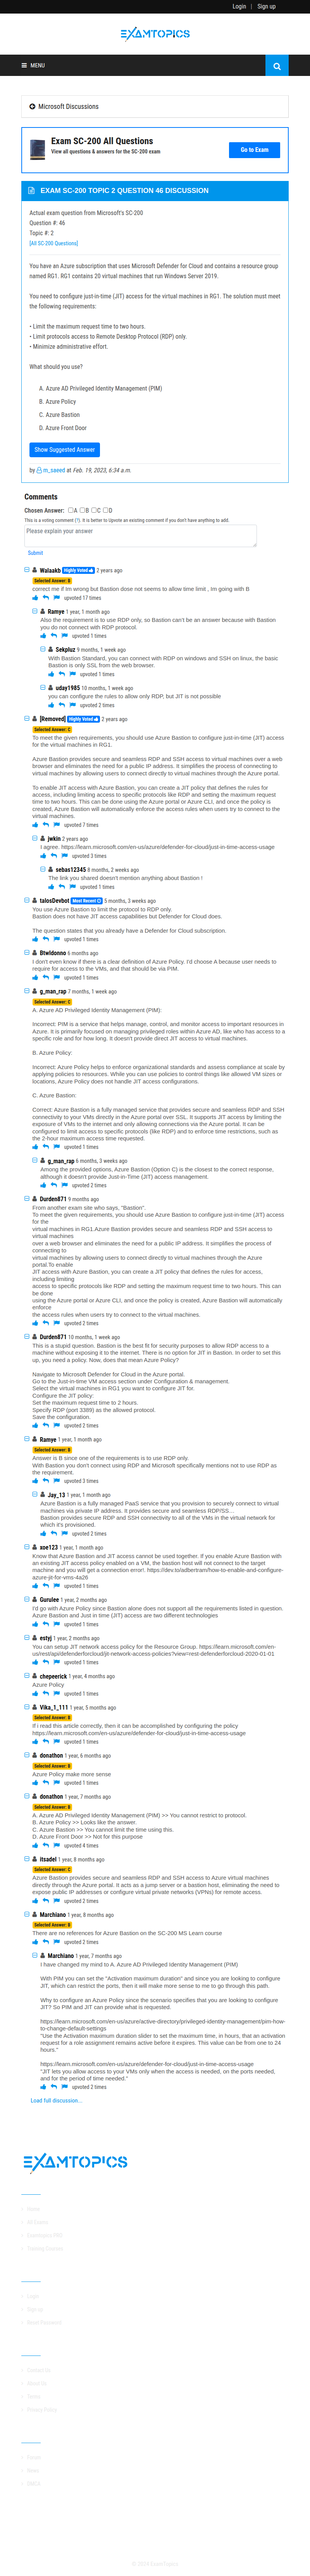 Login | Sign up
EXAMTOPICS
MENU
Microsoft Discussions
Exam SC-200 All Questions
View all questions & answers for the SC-200 exam
Go to Exam
EXAM SC-200 TOPIC 2 QUESTION 46 DISCUSSION
Actual exam question from Microsoft's SC-200
Question #: 46
Topic #: 2
[All SC-200 Questions]
You have an Azure subscription that uses Microsoft Defender for Cloud and contains a resource group
named RG1. RG1 contains 20 virtual machines that run Windows Server 2019.
You need to configure just-in-time (JIT) access for the virtual machines in RG1. The solution must meet
the following requirements:
• Limit the maximum request time to two hours.
• Limit protocols access to Remote Desktop Protocol (RDP) only.
• Minimize administrative effort.
What should you use?
A. Azure AD Privileged Identity Management (PIM)
B. Azure Policy
C. Azure Bastion
D. Azure Front Door
Show Suggested Answer
by m_saeed at Feb. 19, 2023, 6:34 a.m.
Comments
Chosen Answer: A B C D
This is a voting comment (?). It is better to Upvote an existing comment if you don't have anything to add.
Please explain your answer
Submit
Walaakb Highly Voted 2 years ago
Selected Answer: B
correct me if im wrong but Bastion dose not seems to allow time limit , Im going with B
upvoted 17 times
Ramye 1 year, 1 month ago
Also the requirement is to use RDP only, so Bastion can't be an answer because with Bastion
you do not connect with RDP protocol.
upvoted 1 times
Sekpluz 9 months, 1 week ago
With Bastion Standard, you can connect with RDP on windows and SSH on linux, the basic
Bastion is only SSL from the web browser.
upvoted 1 times
uday1985 10 months, 1 week ago
you can configure the rules to allow only RDP, but JIT is not possible
upvoted 2 times
[Removed] Highly Voted 2 years ago
Selected Answer: C
To meet the given requirements, you should use Azure Bastion to configure just-in-time (JIT) access
for the virtual machines in RG1.
Azure Bastion provides secure and seamless RDP and SSH access to virtual machines over a web
browser and eliminates the need for a public IP address. It simplifies the process of connecting to
virtual machines by allowing users to connect directly to virtual machines through the Azure portal.
To enable JIT access with Azure Bastion, you can create a JIT policy that defines the rules for
access, including limiting access to specific protocols like RDP and setting the maximum request
time to two hours. This can be done using the Azure portal or Azure CLI, and once the policy is
created, Azure Bastion will automatically enforce the access rules when users try to connect to the
virtual machines.
upvoted 7 times
jwkin 2 years ago
I agree. https://learn.microsoft.com/en-us/azure/defender-for-cloud/just-in-time-access-usage
upvoted 3 times
sebas12345 8 months, 2 weeks ago
The link you shared doesn't mention anything about Bastion !
upvoted 1 times
talosDevbot Most Recent 5 months, 3 weeks ago
You use Azure Bastion to limit the protocol to RDP only.
Bastion does not have JIT access capabilities but Defender for Cloud does.
The question states that you already have a Defender for Cloud subscription.
upvoted 1 times
Btwldonno 6 months ago
I don't even know if there is a clear definition of Azure Policy. I'd choose A because user needs to
require for access to the VMs, and that should be via PIM.
upvoted 1 times
g_man_rap 7 months, 1 week ago
Selected Answer: C
A. Azure AD Privileged Identity Management (PIM):
Incorrect: PIM is a service that helps manage, control, and monitor access to important resources in
Azure. It is primarily focused on managing privileged roles within Azure AD, like who has access to a
specific role and for how long. It doesn't provide direct JIT access to virtual machines.
B. Azure Policy:
Incorrect: Azure Policy helps to enforce organizational standards and assess compliance at scale by
applying policies to resources. While you can use policies to control things like allowed VM sizes or
locations, Azure Policy does not handle JIT access configurations.
C. Azure Bastion:
Correct: Azure Bastion is a fully managed service that provides secure and seamless RDP and SSH
connectivity to your VMs directly in the Azure portal over SSL. It supports JIT access by limiting the
exposure of VMs to the public internet and only allowing connections when needed. It can be
configured to limit access to specific protocols (like RDP) and to enforce time restrictions, such as
the 2-hour maximum access time requested.
upvoted 1 times
g_man_rap 6 months, 3 weeks ago
Among the provided options, Azure Bastion (Option C) is the closest to the correct response,
although it doesn't provide Just-in-Time (JIT) access management.
upvoted 2 times
Durden871 9 months ago
From another exam site who says, "Bastion".
To meet the given requirements, you should use Azure Bastion to configure just-in-time (JIT) access
for the
virtual machines in RG1.Azure Bastion provides secure and seamless RDP and SSH access to
virtual machines
over a web browser and eliminates the need for a public IP address. It simplifies the process of
connecting to
virtual machines by allowing users to connect directly to virtual machines through the Azure
portal.To enable
JIT access with Azure Bastion, you can create a JIT policy that defines the rules for access,
including limiting
access to specific protocols like RDP and setting the maximum request time to two hours. This can
be done
using the Azure portal or Azure CLI, and once the policy is created, Azure Bastion will automatically
enforce
the access rules when users try to connect to the virtual machines.
upvoted 2 times
Durden871 10 months, 1 week ago
This is a stupid question. Bastion is the best fit for security purposes to allow RDP access to a
machine without exposing it to the internet. There is no option for JIT in Bastion. In order to set this
up, you need a policy. Now, does that mean Azure Policy?
Navigate to Microsoft Defender for Cloud in the Azure portal.
Go to the Just-in-time VM access section under Configuration & management.
Select the virtual machines in RG1 you want to configure JIT for.
Configure the JIT policy:
Set the maximum request time to two hours.
Specify RDP (port 3389) as the allowed protocol.
Save the configuration.
upvoted 2 times
Ramye 1 year, 1 month ago
Selected Answer: B
Answer is B since one of the requirements is to use RDP only.
With Bastion you don't connect using RDP and Microsoft specifically mentions not to use RDP as
the requirement.
upvoted 3 times
Jay_13 1 year, 1 month ago
Azure Bastion is a fully managed PaaS service that you provision to securely connect to virtual
machines via private IP address. It provides secure and seamless RDP/SS...
Bastion provides secure RDP and SSH connectivity to all of the VMs in the virtual network for
which it's provisioned.
upvoted 2 times
xoe123 1 year, 1 month ago
Know that Azure Bastion and JIT access cannot be used together. If you enable Azure Bastion with
an existing JIT access policy enabled on a VM, the bastion host will not connect to the target
machine and you will get a connection error!. https://dev.to/adbertram/how-to-enable-and-configure-
azure-jit-for-vms-4a26
upvoted 1 times
Gurulee 1 year, 2 months ago
I'd go with Azure Policy since Bastion alone does not support all the requirements listed in question.
Azure Bastion and Just in time (JIT) access are two different technologies
upvoted 1 times
estyj 1 year, 2 months ago
You can setup JIT network access policy for the Resource Group. https://learn.microsoft.com/en-
us/rest/api/defenderforcloud/jit-network-access-policies?view=rest-defenderforcloud-2020-01-01
upvoted 1 times
chepeerick 1 year, 4 months ago
Azure Policy
upvoted 1 times
Vika_1_111 1 year, 5 months ago
Selected Answer: B
If i read this article correctly, then it can be accomplished by configuring the policy
https://learn.microsoft.com/en-us/azure/defender-for-cloud/just-in-time-access-usage
upvoted 1 times
donathon 1 year, 6 months ago
Selected Answer: B
Azure Policy make more sense
upvoted 1 times
donathon 1 year, 7 months ago
Selected Answer: B
A. Azure AD Privileged Identity Management (PIM) >> You cannot restrict to protocol.
B. Azure Policy >> Looks like the answer.
C. Azure Bastion >> You cannot limit the time using this.
D. Azure Front Door >> Not for this purpose
upvoted 4 times
itsadel 1 year, 8 months ago
Selected Answer: C
Azure Bastion provides secure and seamless RDP and SSH access to Azure virtual machines
directly through the Azure portal. It acts as a jump server or a bastion host, eliminating the need to
expose public IP addresses or configure virtual private networks (VPNs) for remote access.
upvoted 2 times
Marchiano 1 year, 8 months ago
Selected Answer: B
There are no references for Azure Bastion on the SC-200 MS Learn course
upvoted 2 times
Marchiano 1 year, 7 months ago
I have changed my mind to A. Azure AD Privileged Identity Management (PIM)
With PIM you can set the "Activation maximum duration" and since you are looking to configure
JIT, which can restrict the ports, then it will make more sense to me to go through this path.
Why to configure an Azure Policy since the scenario specifies that you are looking to configure
JIT? So PIM and JIT can provide what is requested.
https://learn.microsoft.com/en-us/azure/active-directory/privileged-identity-management/pim-how-
to-change-default-settings
"Use the Activation maximum duration slider to set the maximum time, in hours, that an activation
request for a role assignment remains active before it expires. This value can be from one to 24
hours."
https://learn.microsoft.com/en-us/azure/defender-for-cloud/just-in-time-access-usage
"JIT lets you allow access to your VMs only when the access is needed, on the ports needed,
and for the period of time needed."
upvoted 2 times
Load full discussion...
EXAMTOPICS